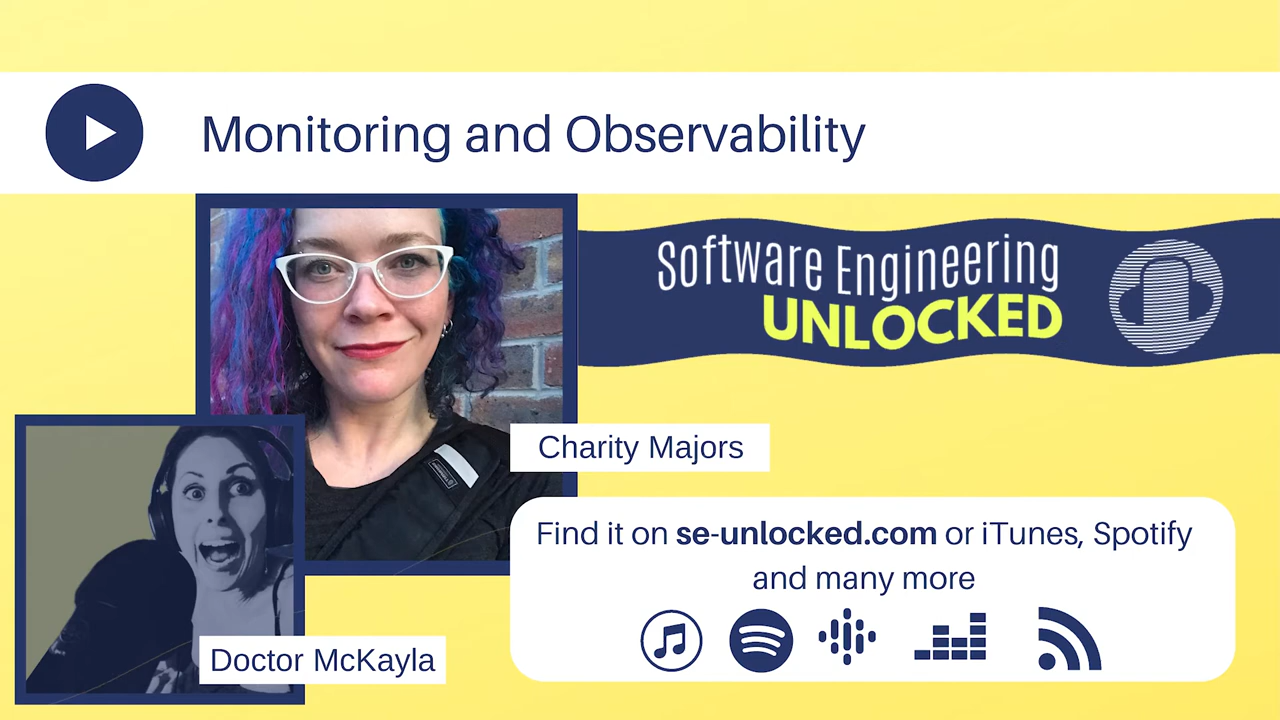 Monitoring and Observability
Software Engineering
UNLOCKED
Charity Majors
Find it on se-unlocked.com or iTunes, Spotify
and many more
Doctor McKayla